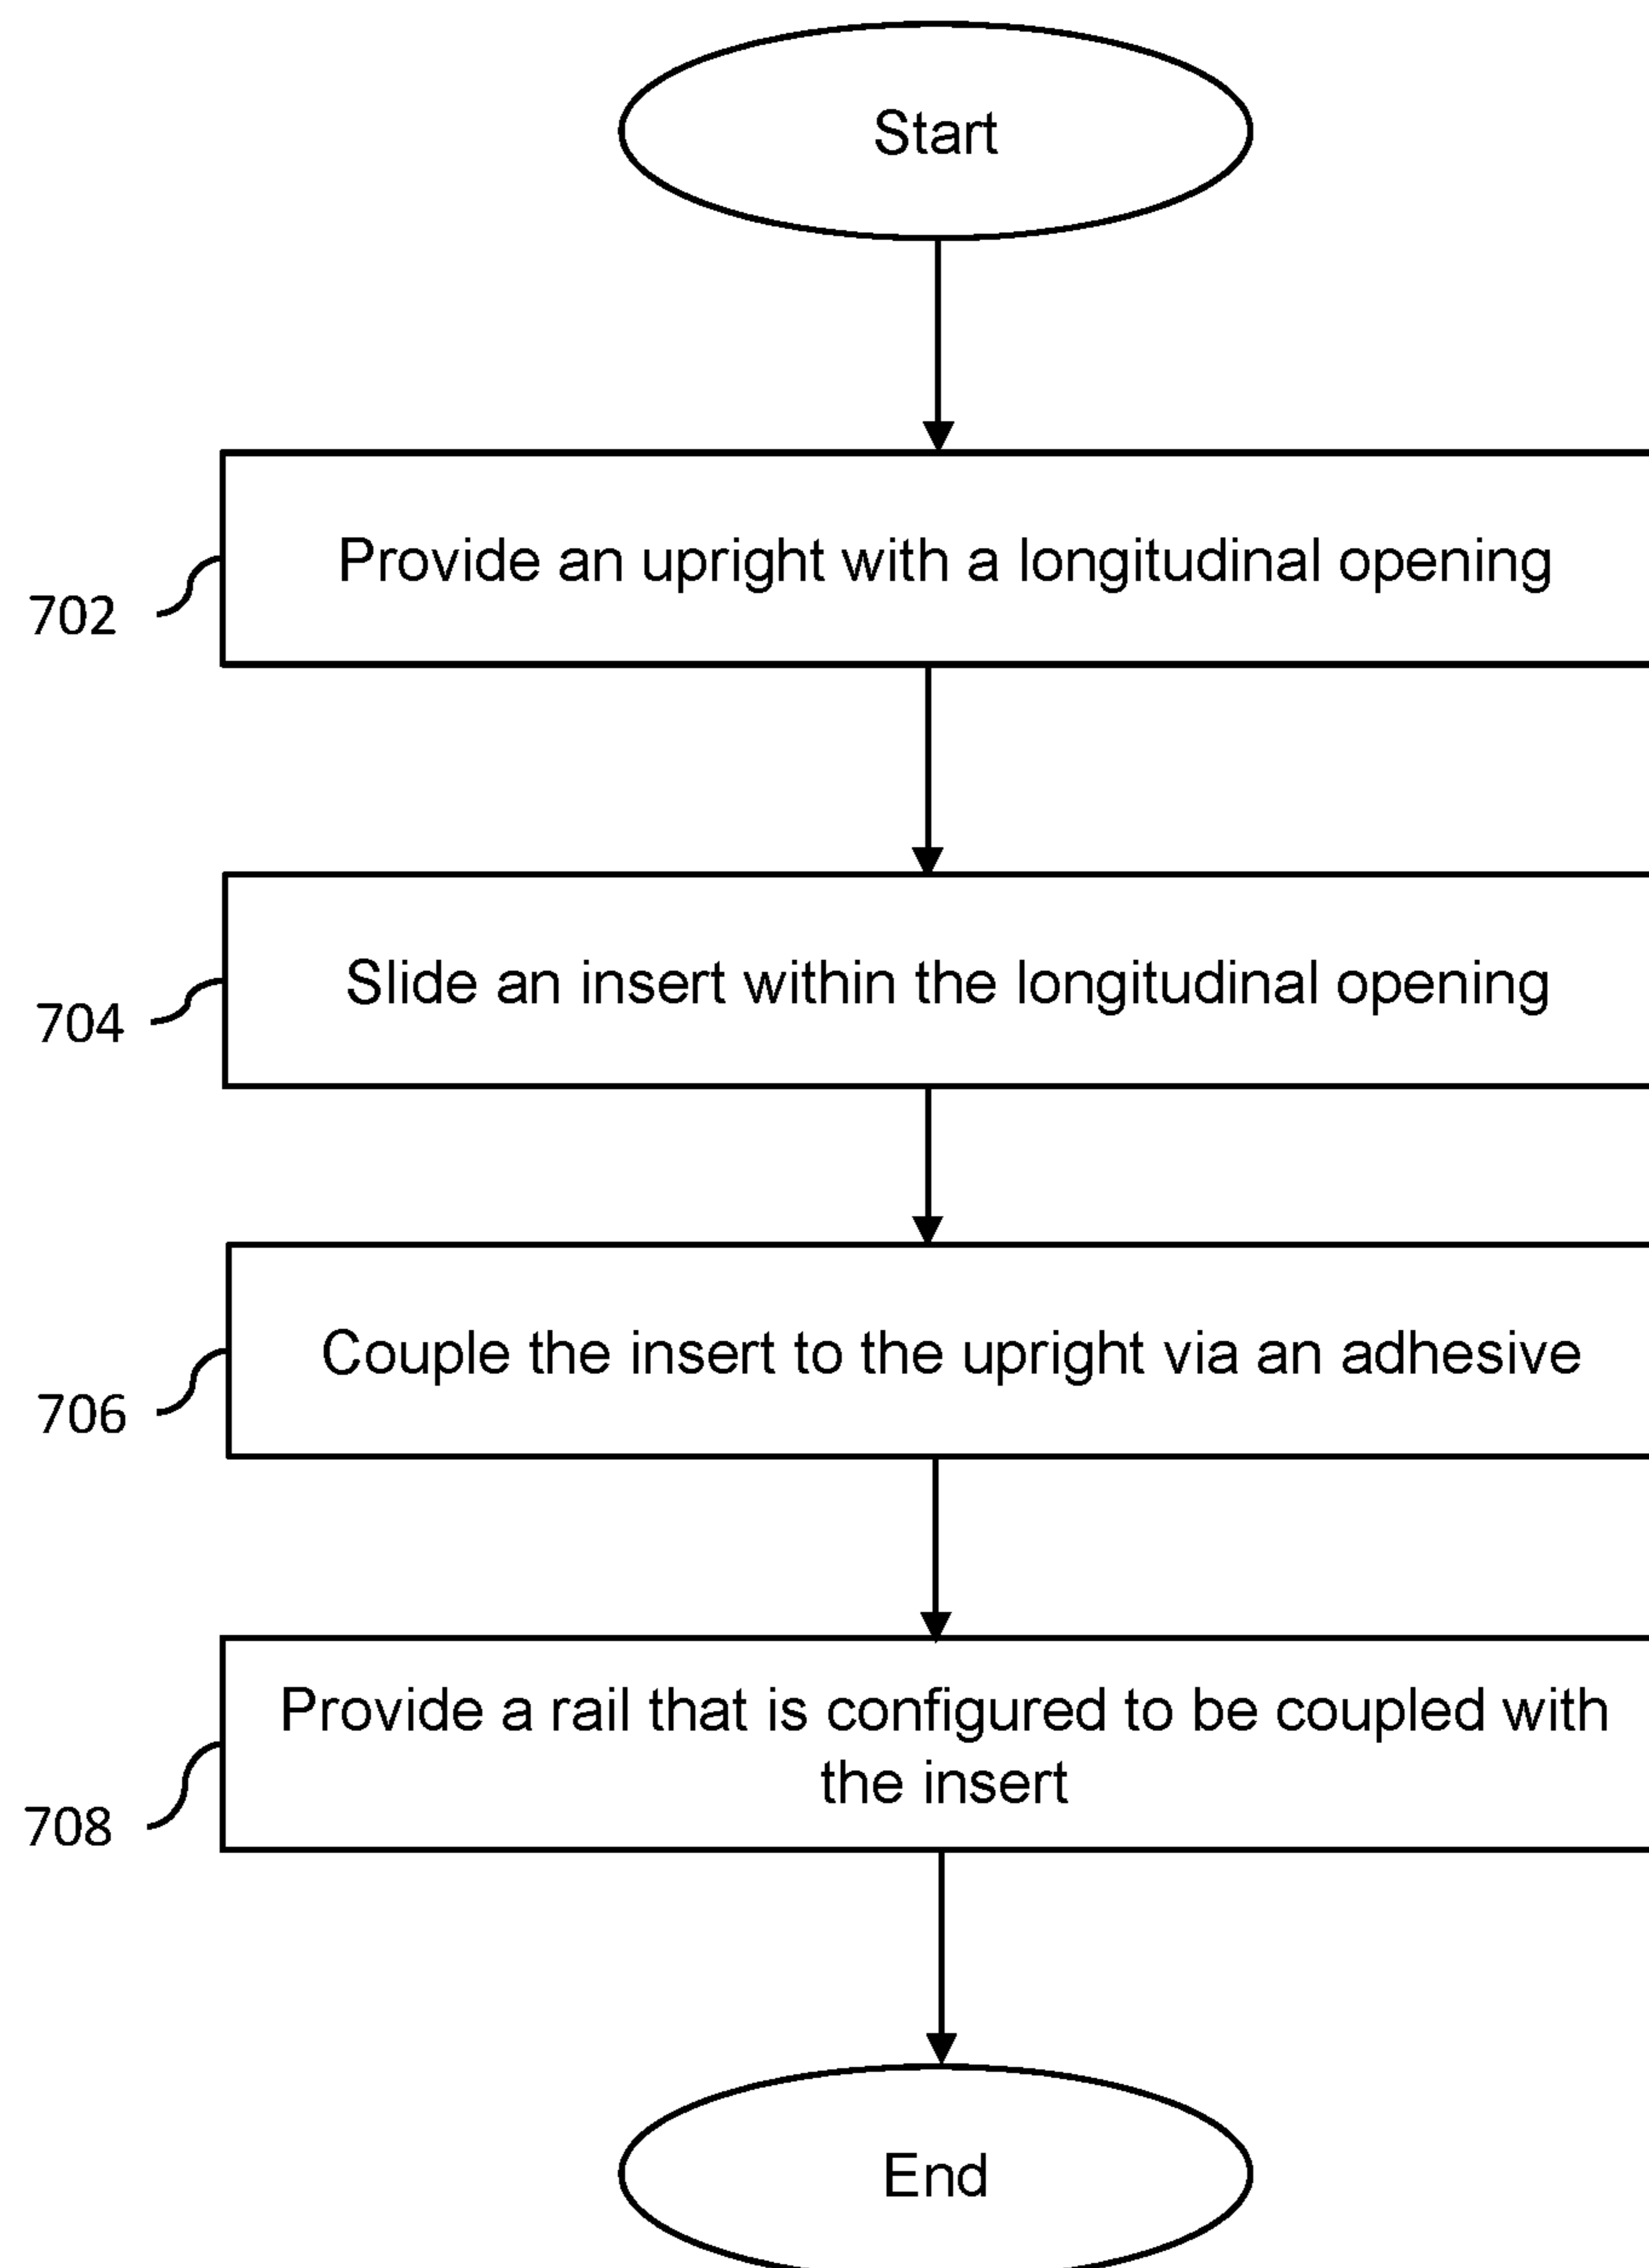 Start
Provide an upright with a longitudinal opening
702
Slide an insert within the longitudinal opening
704
Couple the insert to the upright via an adhesive
706
Provide a rail that is configured to be coupled with
the insert
708
End